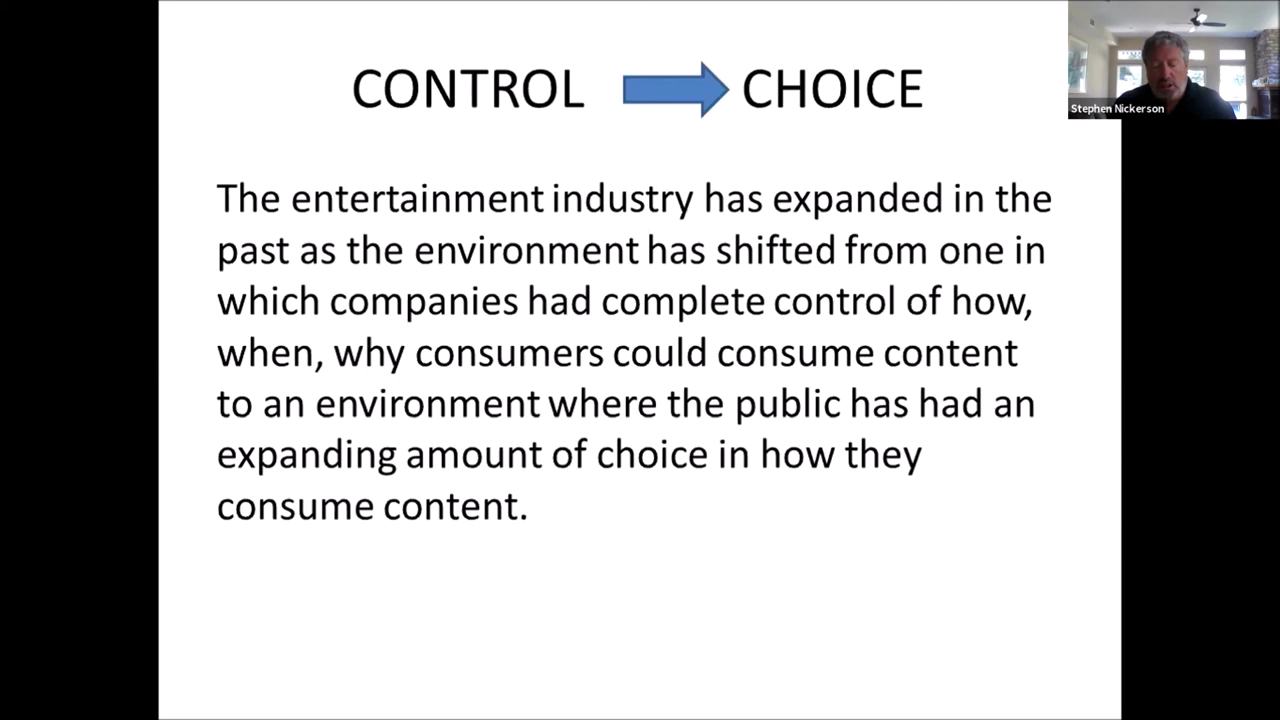 CONTROL CHOICE
Stephen Nickerson
The entertainment industry has expanded in the
past as the environment has shifted from one in
which companies had complete control of how,
when, why consumers could consume content
to an environment where the public has had an
expanding amount of choice in how they
consume content.